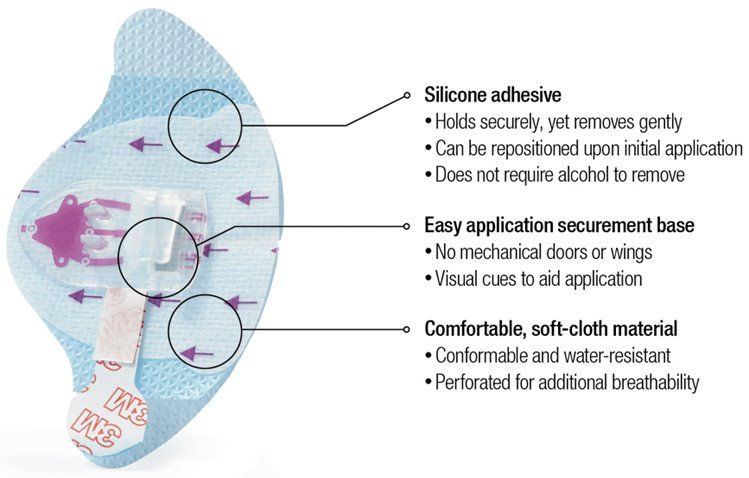 Silicone adhesive
• Holds securely, yet removes gently
• Can be repositioned upon initial application
• Does not require alcohol to remove
Easy application securement base
• No mechanical doors or wings
• Visual cues to aid application
Comfortable, soft-cloth material
• Conformable and water-resistant
• Perforated for additional breathability
3M
3M